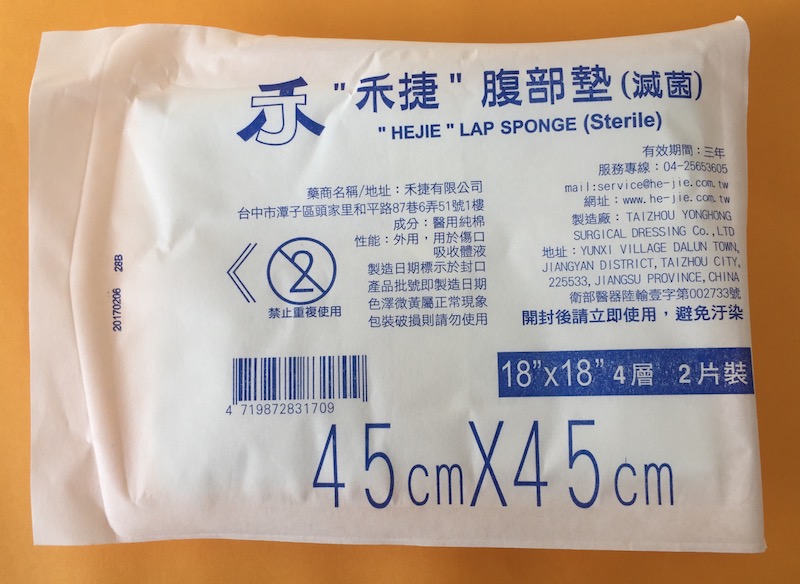 "禾捷"腹部墊(滅菌)
"HEJIE" LAP SPONGE (Sterile)
有效期間：三年
服務專線：04-25653605
mail:service@he-jie.com.tw
網址：www.he-jie.com.tw
製造廠：TAIZHOU YONGHONG
SURGICAL DRESSING Co.,LTD
地址：YUNXI VILLAGE DALUN TOWN,
JIANGYAN DISTRICT, TAIZHOU CITY,
225533, JIANGSU PROVINCE, CHINA
衛部醫器陸輸壹字第002733號
開封後請立即使用，避免汙染
藥商名稱/地址：禾捷有限公司
台中市潭子區頭家里和平路87巷6弄51號1樓
成分：醫用純棉
性能：外用，用於傷口
吸收體液
製造日期標示於封口
產品批號即製造日期
色澤微黃屬正常現象
包裝破損則請勿使用
2
禁止重複使用
20170206 28B
4 719872831709
18"x18" 4層 2片裝
45cmX45cm